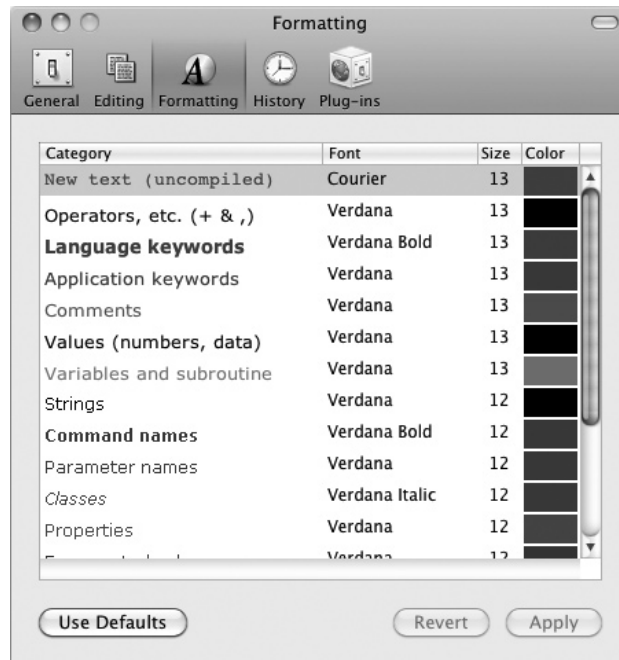 Formatting
General Editing Formatting History Plug-ins
Category Font Size Color
New text (uncompiled) Courier 13
Operators, etc. (+ & ,) Verdana 13
Language keywords Verdana Bold 13
Application keywords Verdana 13
Comments Verdana 13
Values (numbers, data) Verdana 13
Variables and subroutine Verdana 13
Strings Verdana 12
Command names Verdana Bold 12
Parameter names Verdana 12
Classes Verdana Italic 12
Properties Verdana 12
Verdana 12
Use Defaults Revert Apply